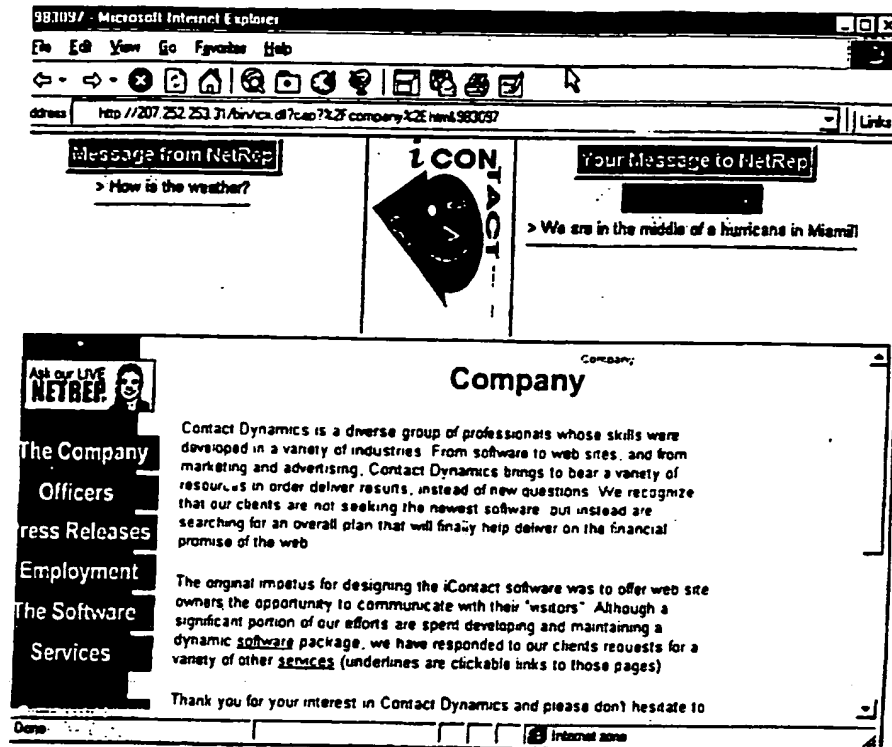 983097 - Microsoft Internet Explorer
File Edit View Go Favorites Help
Address http://207.252.253.31/bin/icx.dll?cap?%2Fcompany%2Ehtml&983097 Links
Message from NetRep
> How is the weather?
iCONTACT
Your Message to NetRep
> We are in the middle of a hurricane in Miami!!
Ask our LIVE
NETREP.
The Company
Officers
Press Releases
Employment
The Software
Services
Company
Company
Contact Dynamics is a diverse group of professionals whose skills were
developed in a variety of industries. From software to web sites, and from
marketing and advertising, Contact Dynamics brings to bear a variety of
resources in order deliver results, instead of new questions. We recognize
that our clients are not seeking the newest software but instead are
searching for an overall plan that will finally help deliver on the financial
promise of the web
The original impetus for designing the iContact software was to offer web site
owners the opportunity to communicate with their "visitors" Although a
significant portion of our efforts are spent developing and maintaining a
dynamic software package, we have responded to our clients requests for a
variety of other services (underlines are clickable links to those pages)
Thank you for your interest in Contact Dynamics and please don't hesitate to
Done Internet zone